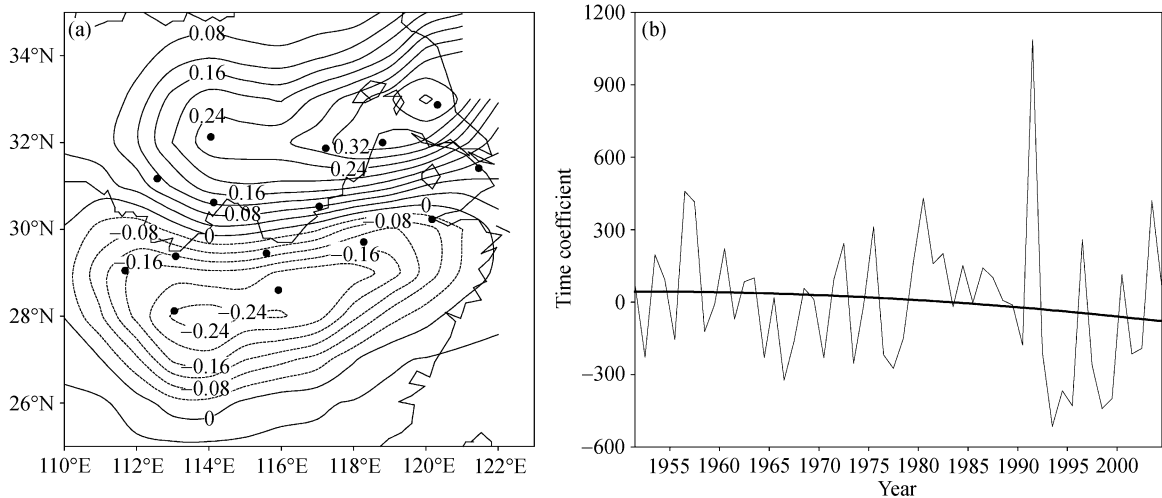 (a)
0.08
34°N
0.16
0.24
32°N
0.32
0.24
0.16
0.08
0
30°N
−0.08
0
−0.08
−0.16
−0.16
−0.24
28°N
−0.24
−0.16
−0.08
26°N
0
110°E 112°E 114°E 116°E 118°E 120°E 122°E
(b)
1200
900
600
300
0
−300
−600
Time coefficient
1955 1960 1965 1970 1975 1980 1985 1990 1995 2000
Year